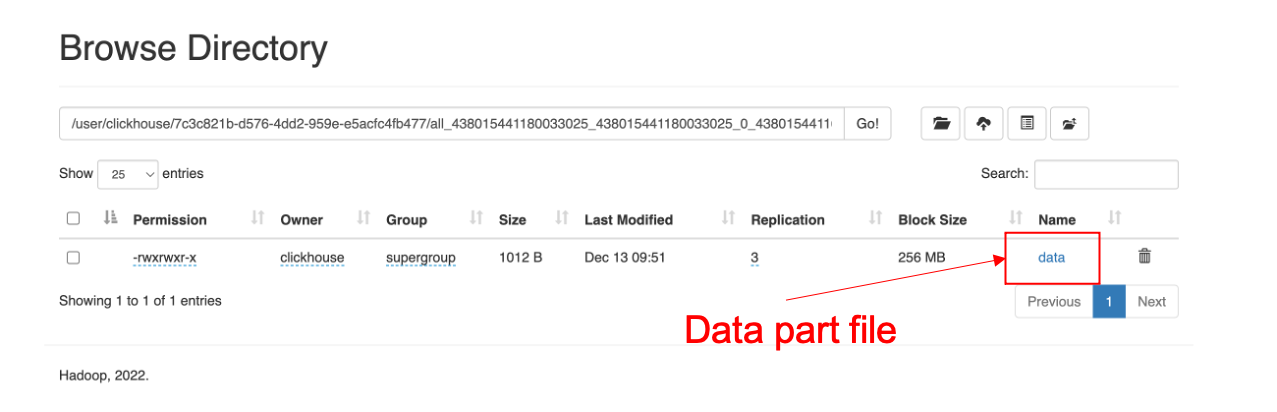 Browse Directory
/user/clickhouse/7c3c821b-d576-4dd2-959e-e5acfc4fb477/all_438015441180033025_438015441180033025_0_4380154411 Go!
Show 25 entries Search:
Permission Owner Group Size Last Modified Replication Block Size Name
-rwxrwxr-x clickhouse supergroup 1012 B Dec 13 09:51 3 256 MB data
Showing 1 to 1 of 1 entries Previous 1 Next
Data part file
Hadoop, 2022.